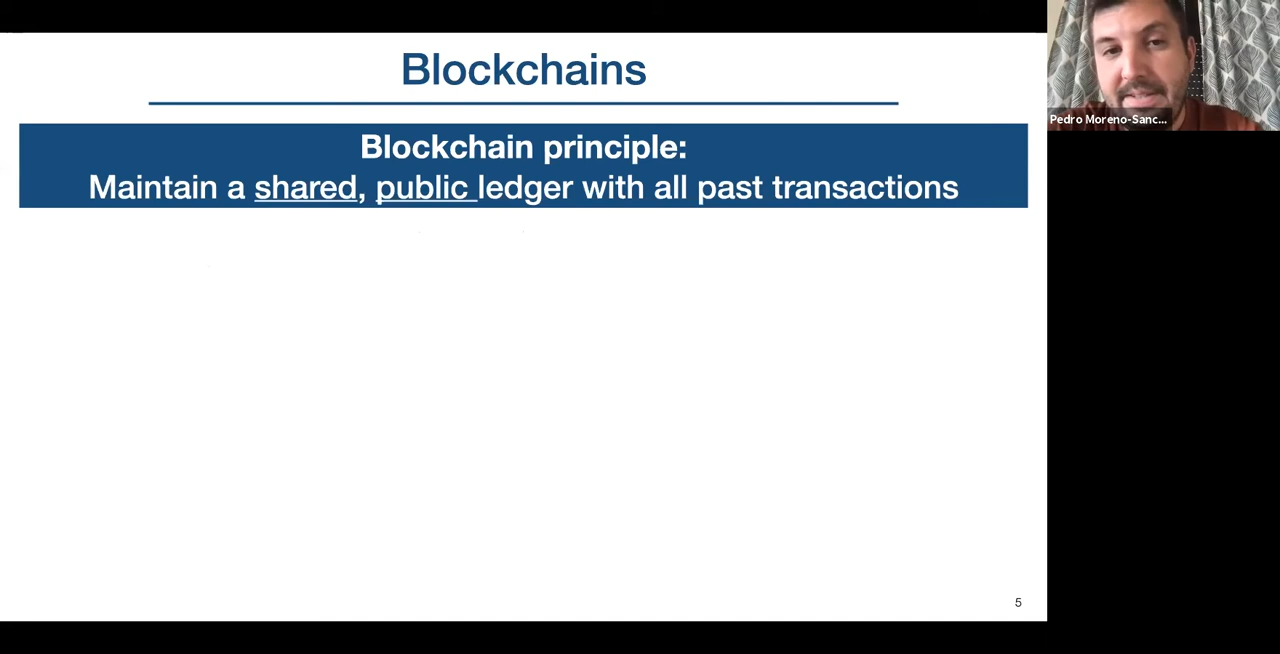 Blockchains
Blockchain principle:
Maintain a shared, public ledger with all past transactions
Pedro Moreno-Sanc...
5